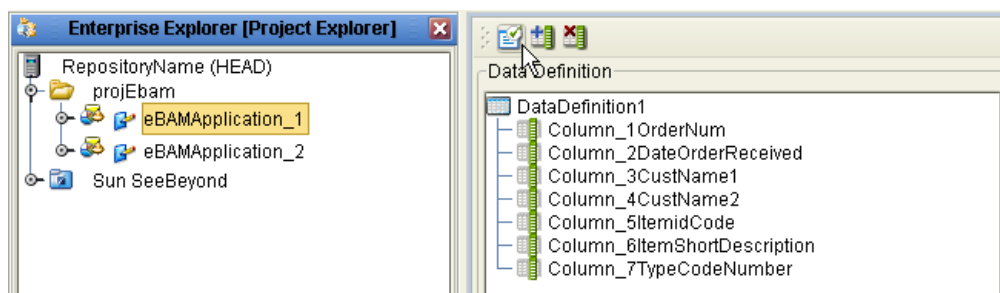 Enterprise Explorer [Project Explorer]
RepositoryName (HEAD)
projEbam
eBAMApplication_1
eBAMApplication_2
Sun SeeBeyond
Data Definition
DataDefinition1
Column_1OrderNum
Column_2DateOrderReceived
Column_3CustName1
Column_4CustName2
Column_5ItemidCode
Column_6ItemShortDescription
Column_7TypeCodeNumber